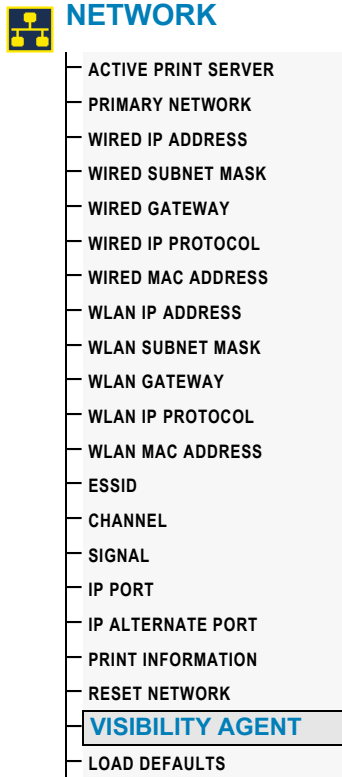 NETWORK
ACTIVE PRINT SERVER
PRIMARY NETWORK
WIRED IP ADDRESS
WIRED SUBNET MASK
WIRED GATEWAY
WIRED IP PROTOCOL
WIRED MAC ADDRESS
WLAN IP ADDRESS
WLAN SUBNET MASK
WLAN GATEWAY
WLAN IP PROTOCOL
WLAN MAC ADDRESS
ESSID
CHANNEL
SIGNAL
IP PORT
IP ALTERNATE PORT
PRINT INFORMATION
RESET NETWORK
VISIBILITY AGENT
LOAD DEFAULTS